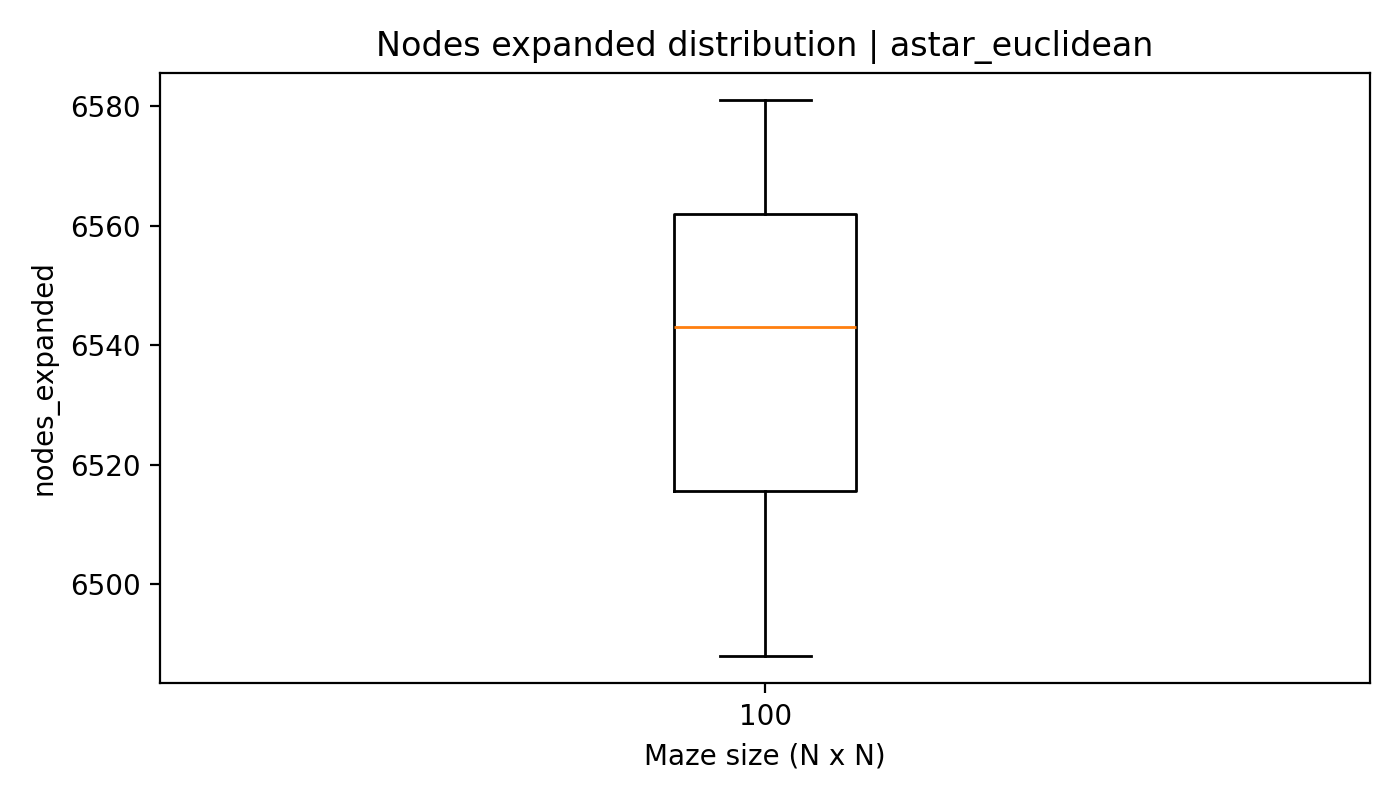 Nodes expanded distribution | astar_euclidean
6580
6560
6540
6520
6500
nodes_expanded
100
Maze size (N x N)